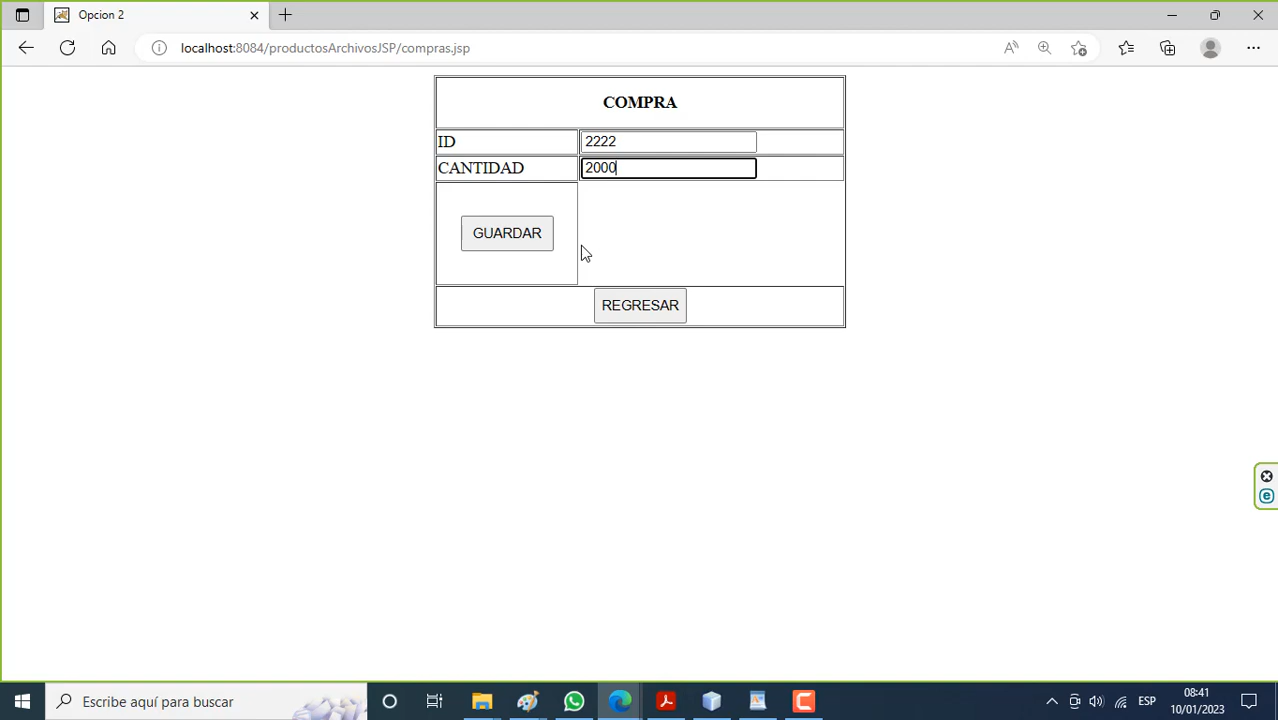 Opcion 2
localhost:8084/productosArchivosJSP/compras.jsp
COMPRA
ID 2222
CANTIDAD 2000
GUARDAR
REGRESAR
Escribe aquí para buscar
ESP
08:41
10/01/2023